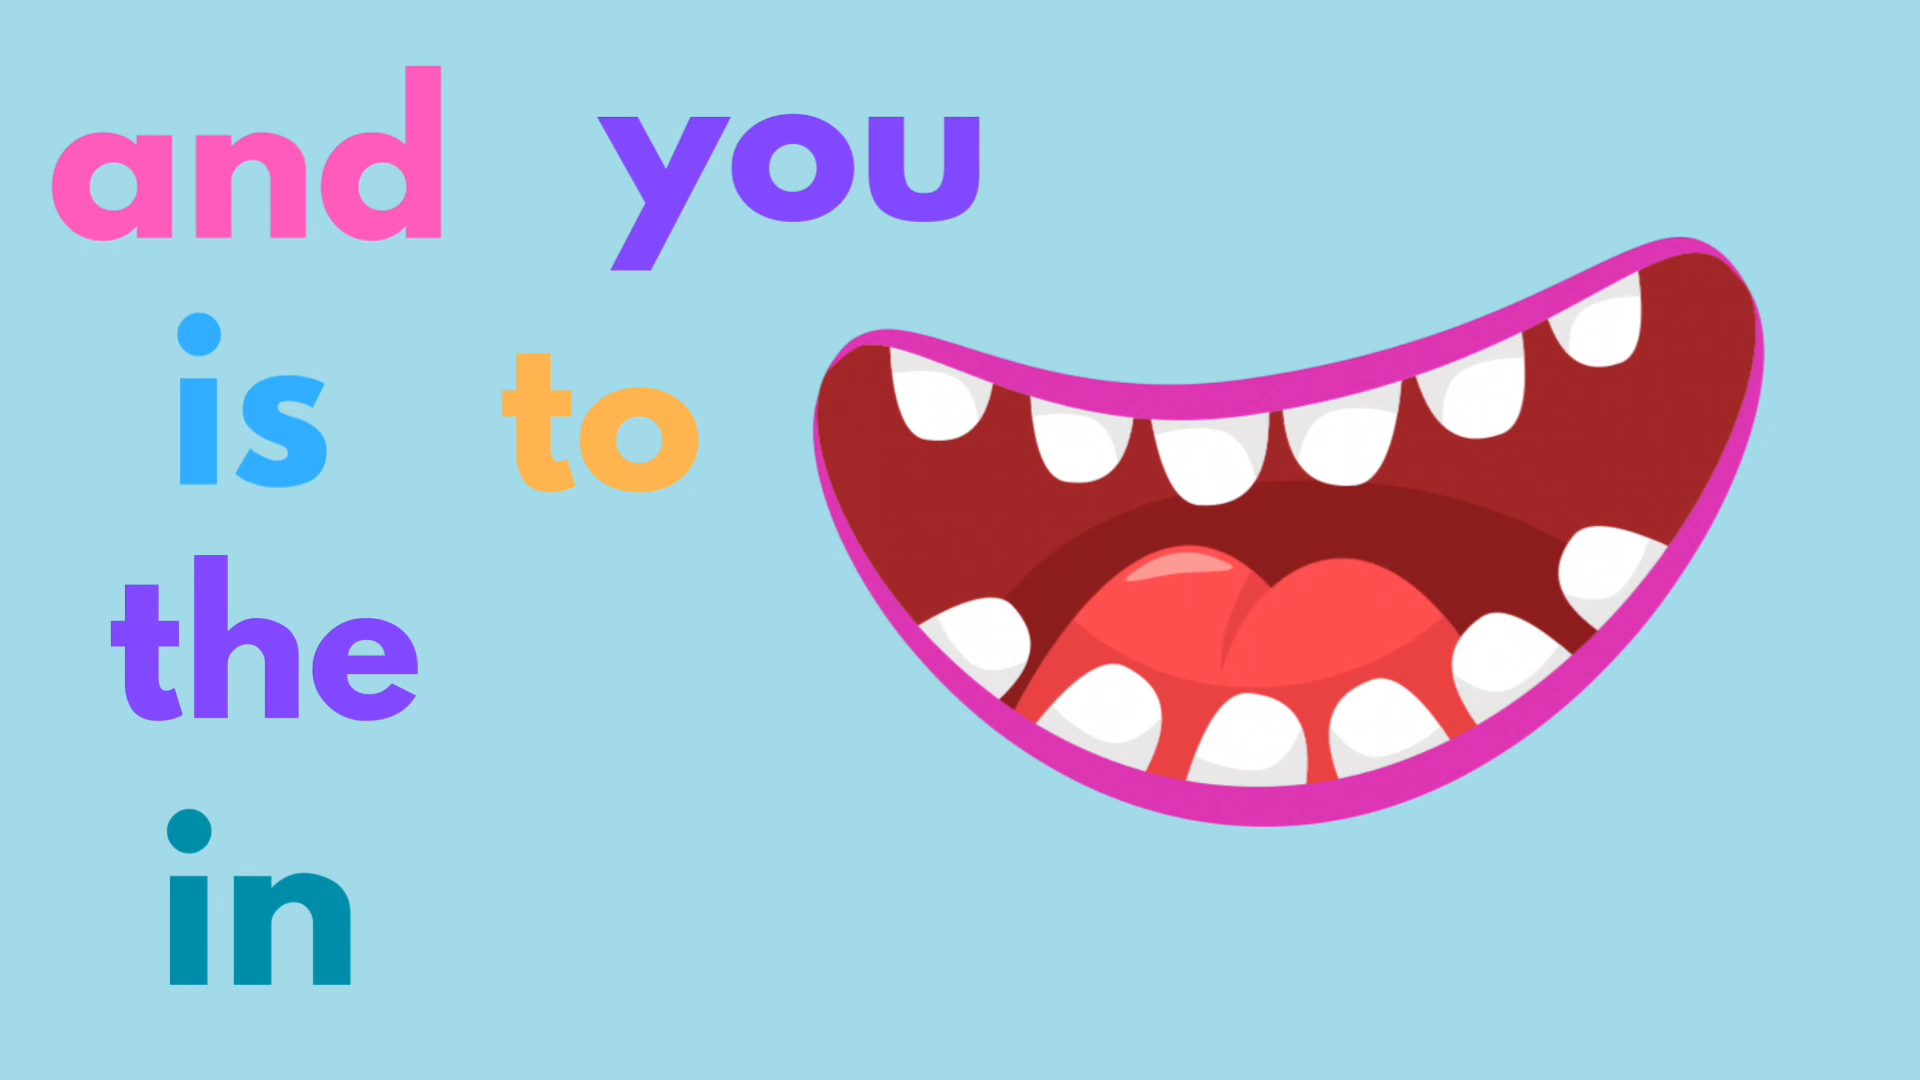 and you
is to
the
in